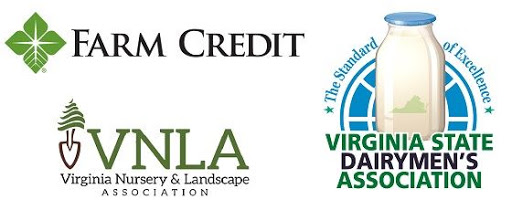 FARM CREDIT
VNLA
Virginia Nursery & Landscape
ASSOCIATION
The Standard of Excellence
VIRGINIA STATE
DAIRYMEN'S
ASSOCIATION